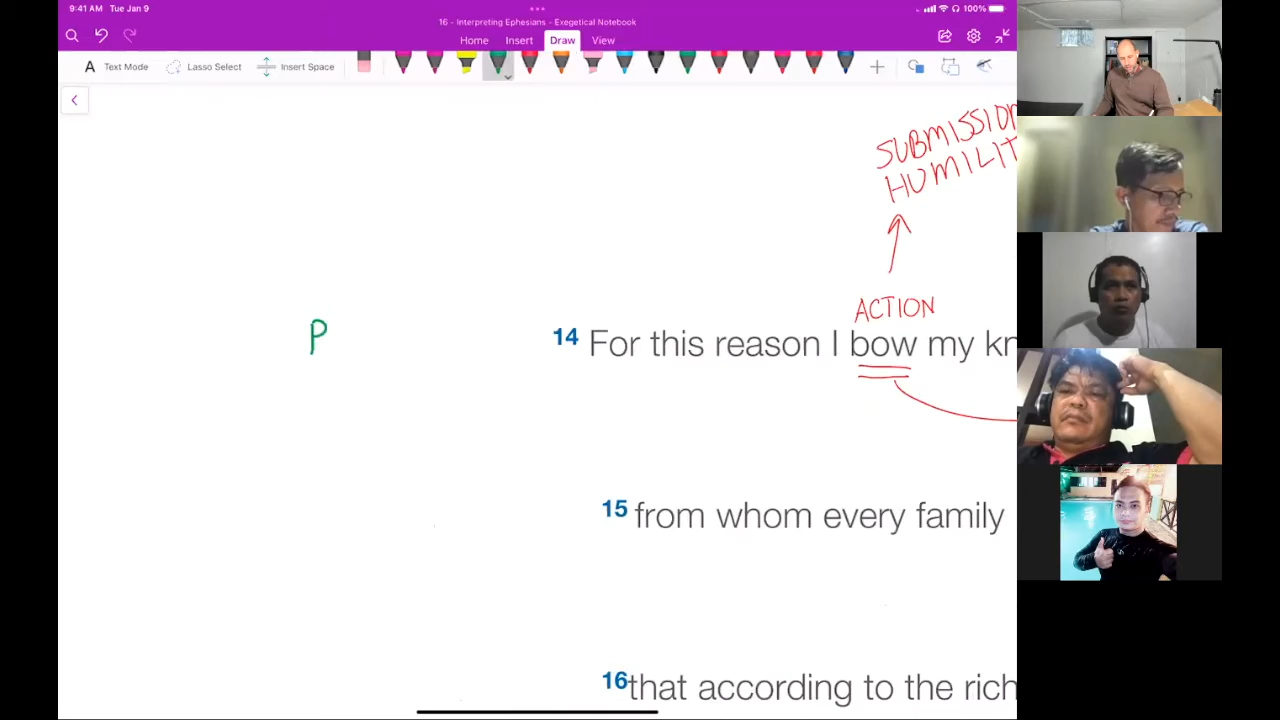 9:41 AM Tue Jan 9
100%
16 - Interpreting Ephesians - Exegetical Notebook
Home Insert Draw View
A Text Mode Lasso Select Insert Space
SUBMISSION
HUMILIT
ACTION
P
14 For this reason I bow my kn
15 from whom every family
16 that according to the rich